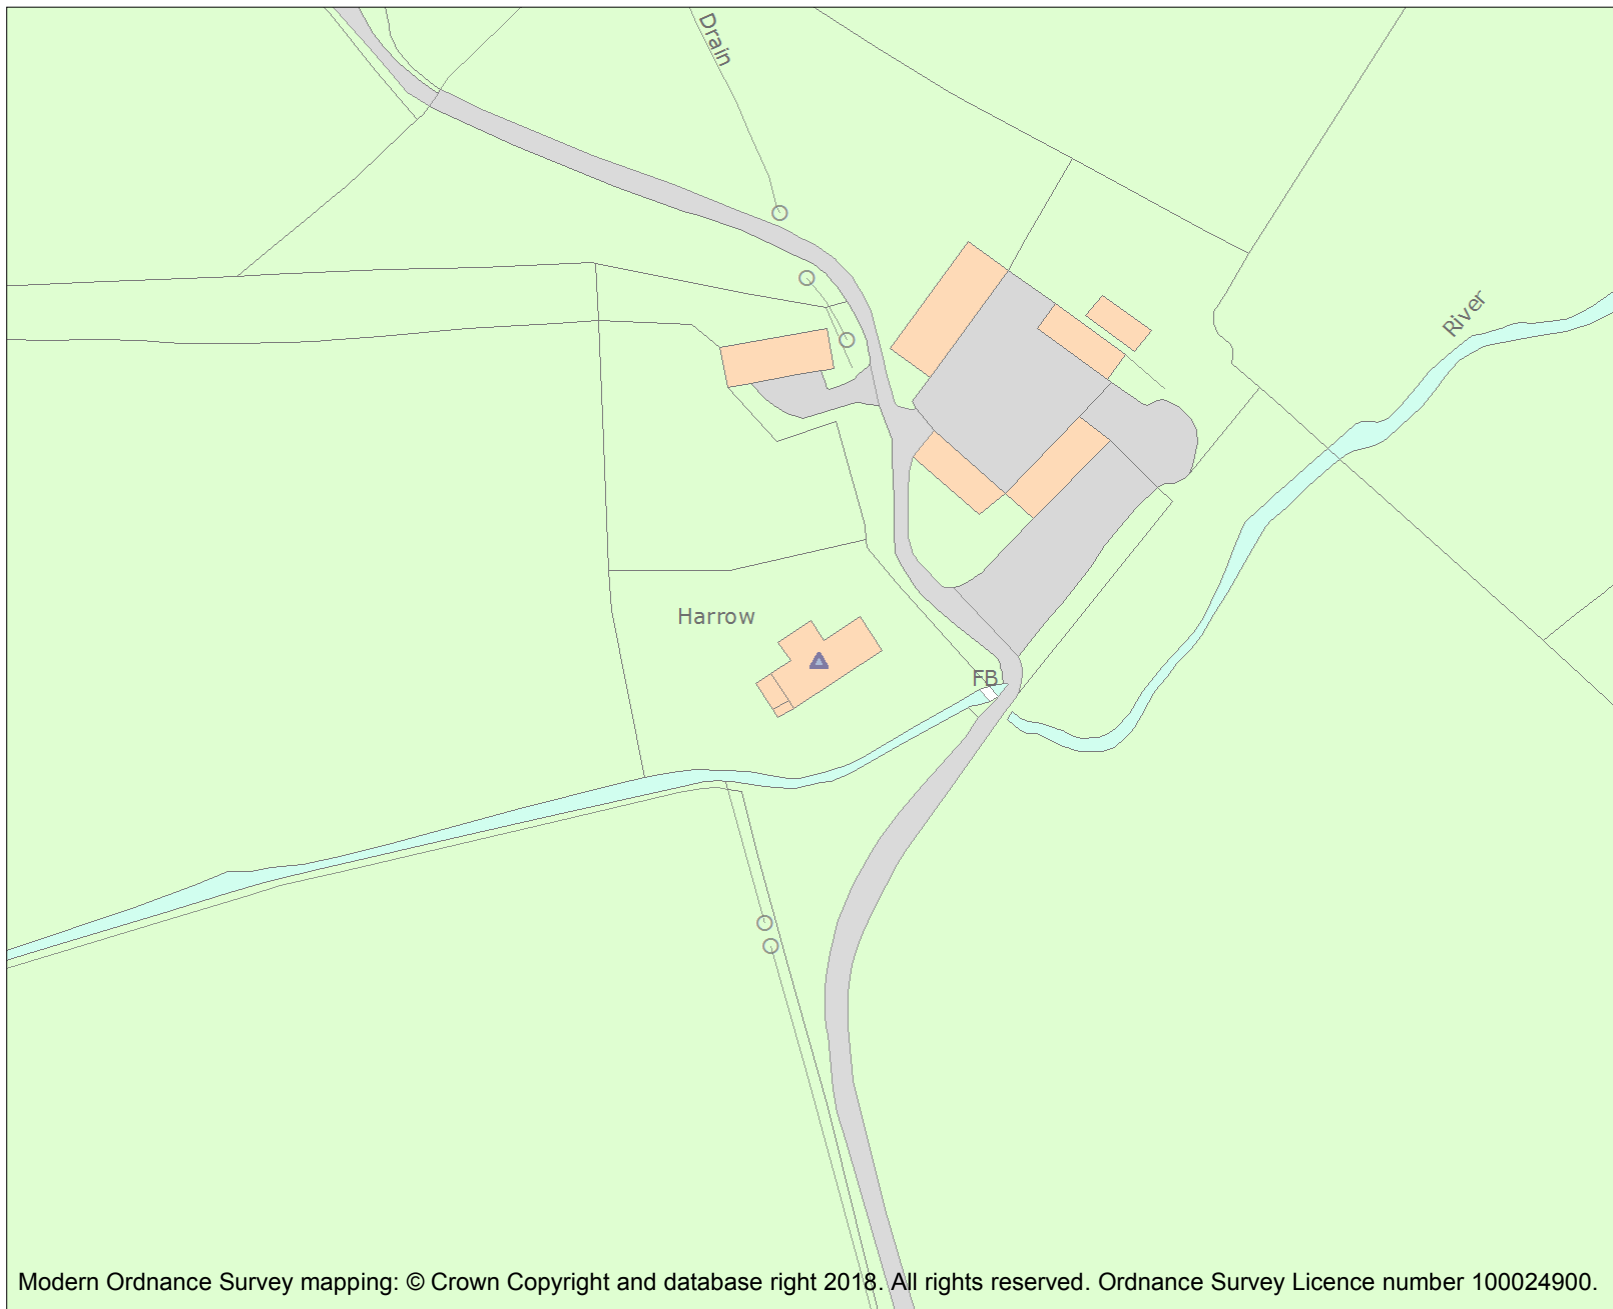 Drain
River
Harrow
FB
Modern Ordnance Survey mapping: © Crown Copyright and database right 2018. All rights reserved. Ordnance Survey Licence number 100024900.